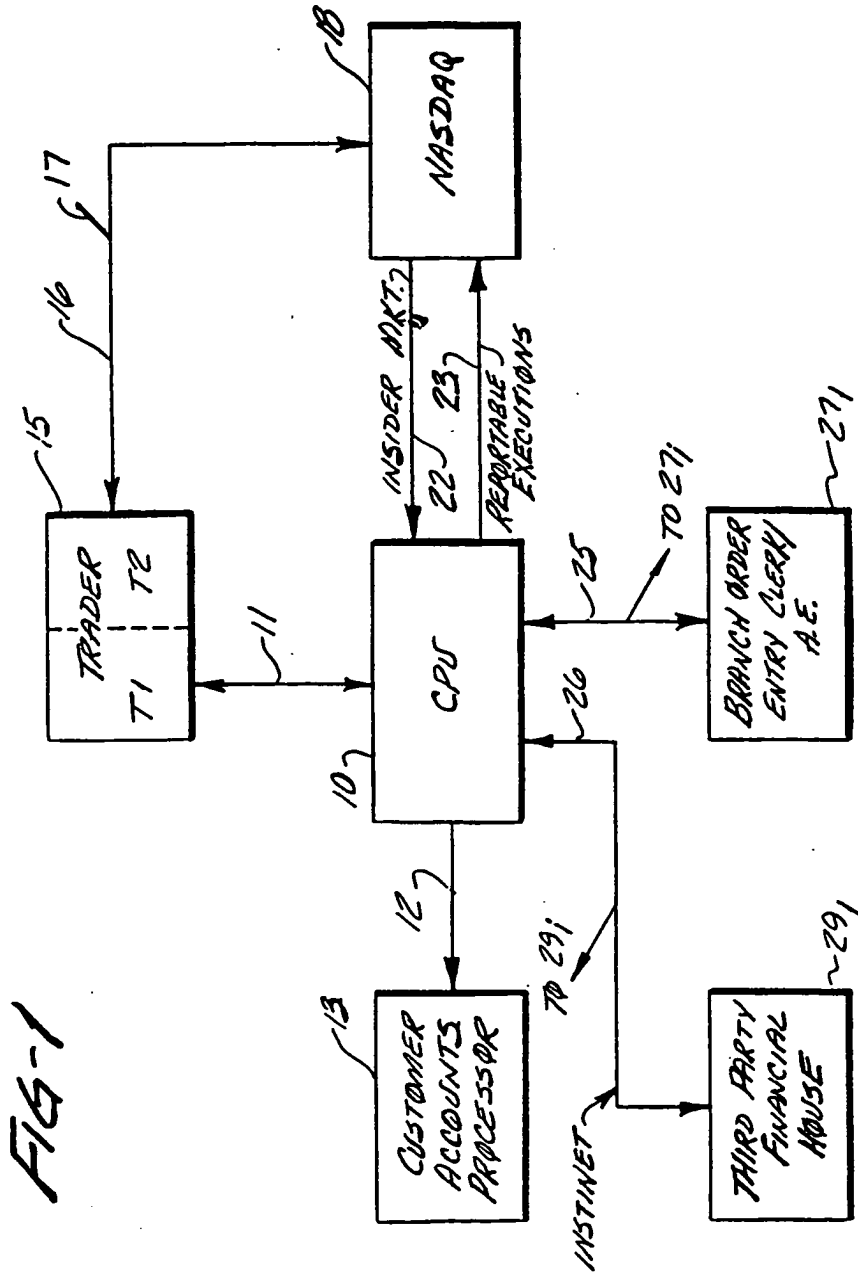 FIG-1
15
TRADER
T1 T2
16
17
18
NASDAQ
11
INSIDER MKT.
22
23
REPORTABLE
EXECUTIONS
10
CPU
12
13
CUSTOMER
ACCOUNTS
PROCESSOR
26
25
TO 27i
TO 29i
INSTINET
THIRD PARTY
FINANCIAL
HOUSE
29₁
BRANCH ORDER
ENTRY CLERK/
A.E.
27₁